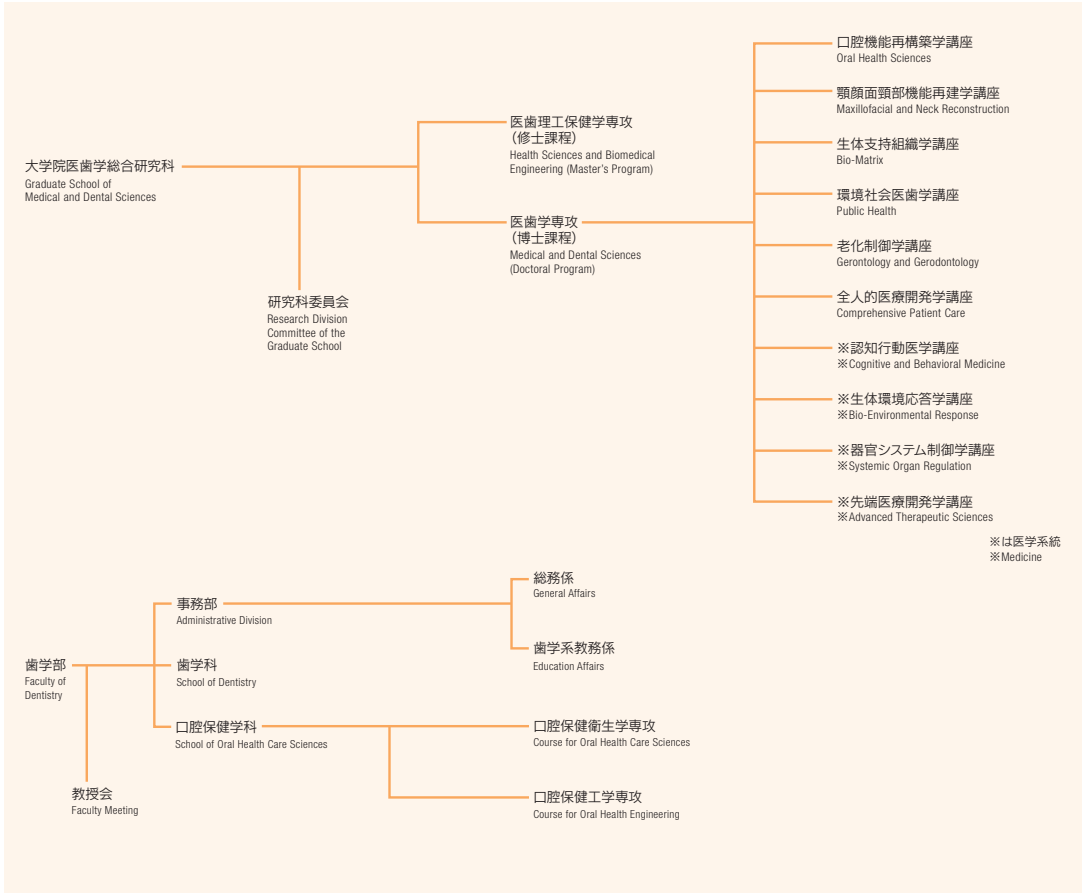 大学院医歯学総合研究科
Graduate School of
Medical and Dental Sciences
研究科委員会
Research Division
Committee of the
Graduate School
医歯理工保健学専攻
(修士課程)
Health Sciences and Biomedical
Engineering (Master's Program)
医歯学専攻
(博士課程)
Medical and Dental Sciences
(Doctoral Program)
口腔機能再構築学講座
Oral Health Sciences
顎顔面頸部機能再建学講座
Maxillofacial and Neck Reconstruction
生体支持組織学講座
Bio-Matrix
環境社会医歯学講座
Public Health
老化制御学講座
Gerontology and Gerodontology
全人的医療開発学講座
Comprehensive Patient Care
※認知行動医学講座
※Cognitive and Behavioral Medicine
※生体環境応答学講座
※Bio-Environmental Response
※器官システム制御学講座
※Systemic Organ Regulation
※先端医療開発学講座
※Advanced Therapeutic Sciences
※は医学系統
※Medicine
歯学部
Faculty of
Dentistry
教授会
Faculty Meeting
事務部
Administrative Division
総務係
General Affairs
歯学系教務係
Education Affairs
歯学科
School of Dentistry
口腔保健学科
School of Oral Health Care Sciences
口腔保健衛生学専攻
Course for Oral Health Care Sciences
口腔保健工学専攻
Course for Oral Health Engineering